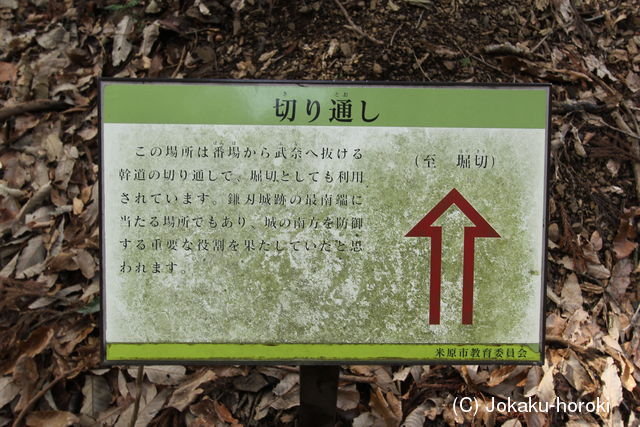 切り通し
この場所は番場から武奈へ抜ける
幹道の切り通しで、堀切としても利用
されています。鎌刃城跡の最南端に
当たる場所でもあり、城の南方を防御
する重要な役割を果たしていたと思
われます。
(至 堀切)
米原市教育委員会
(C) Jokaku-horoki